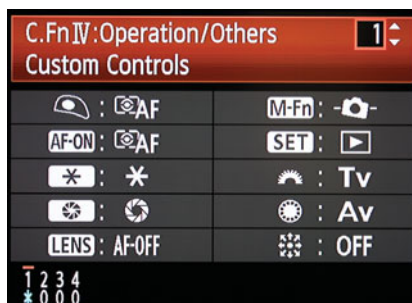 C.Fn IV:Operation/Others 1
Custom Controls
: AF M-Fn :
AF-ON : AF SET :
: Tv
: Av
LENS : AF-OFF : OFF
1 2 3 4
* 0 0 0